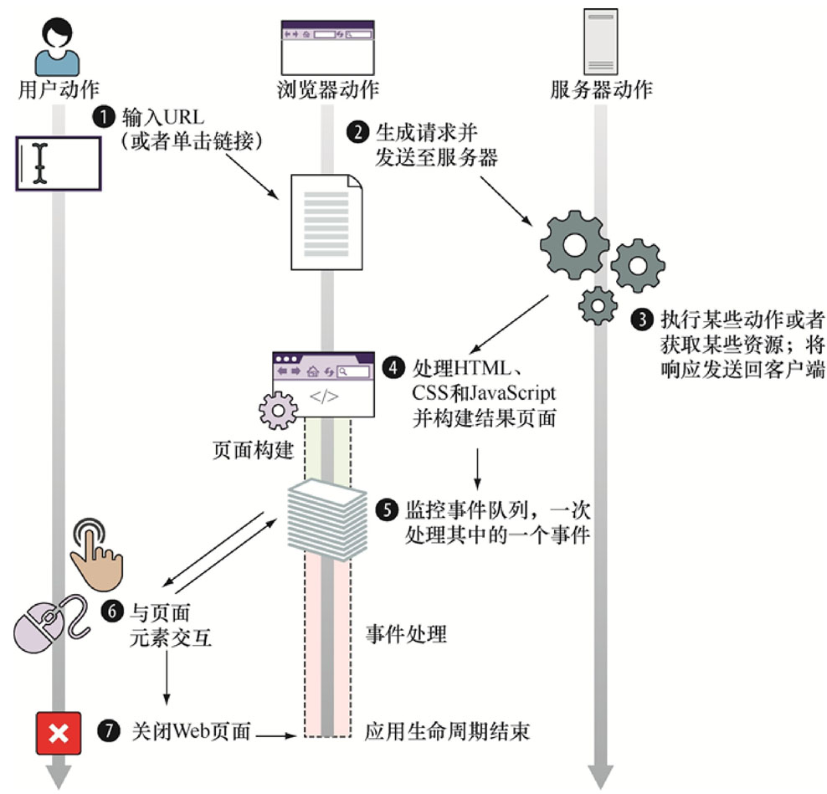 用户动作
浏览器动作
服务器动作
❶ 输入URL
（或者单击链接）
❷ 生成请求并
发送至服务器
❸ 执行某些动作或者
获取某些资源；将
响应发送回客户端
❹ 处理HTML、
CSS和JavaScript
并构建结果页面
</>
页面构建
❺ 监控事件队列，一次
处理其中的一个事件
❻ 与页面
元素交互
事件处理
❼ 关闭Web页面
应用生命周期结束